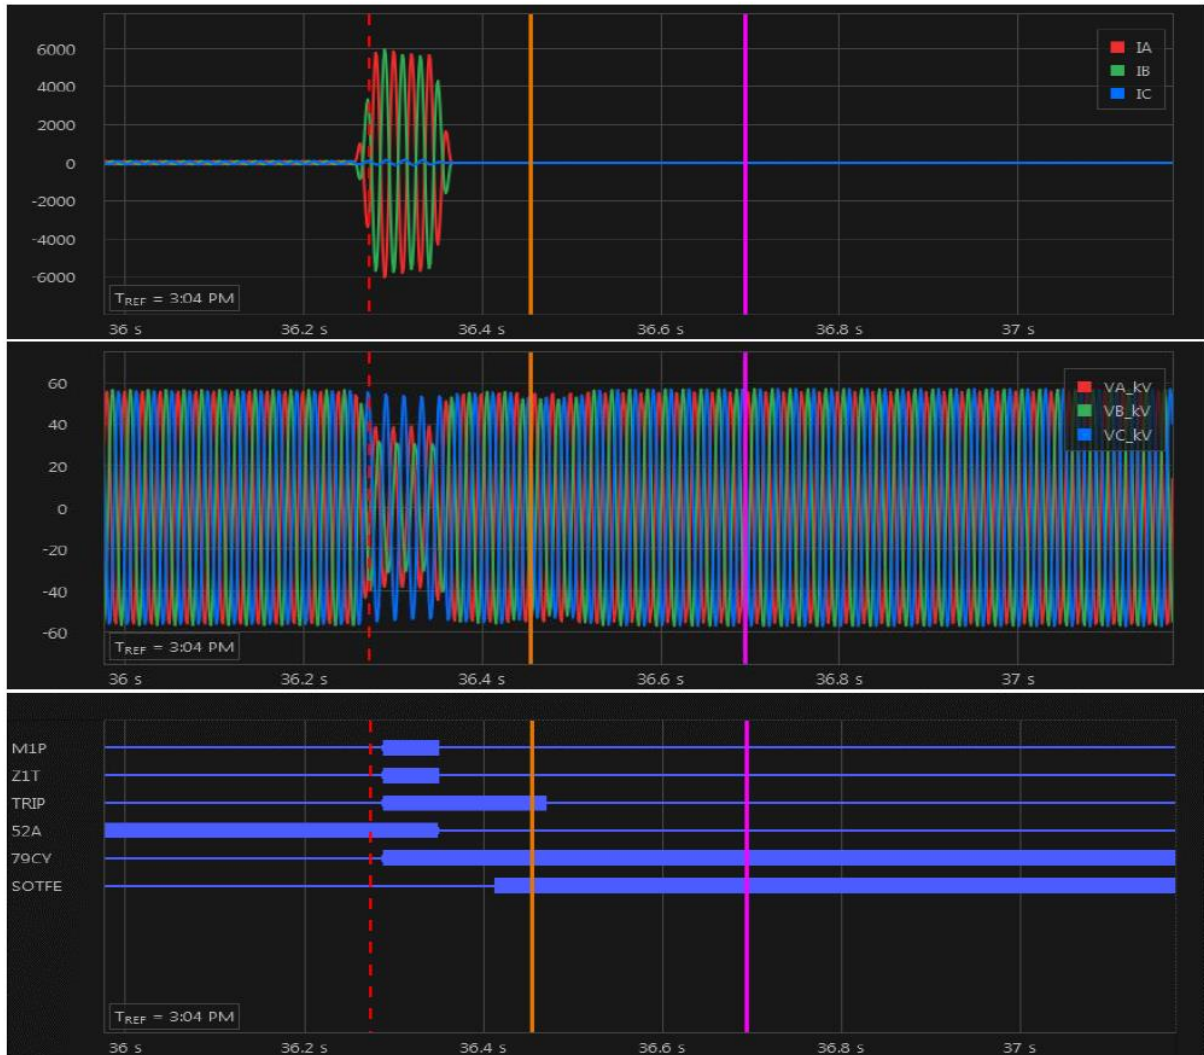 6000
4000
2000
0
-2000
-4000
-6000
IA
IB
IC
TREF = 3:04 PM
36 s 36.2 s 36.4 s 36.6 s 36.8 s 37 s
60
40
20
0
-20
-40
-60
VA_kV
VB_kV
VC_kV
TREF = 3:04 PM
36 s 36.2 s 36.4 s 36.6 s 36.8 s 37 s
M1P
Z1T
TRIP
52A
79CY
SOTFE
TREF = 3:04 PM
36 s 36.2 s 36.4 s 36.6 s 36.8 s 37 s